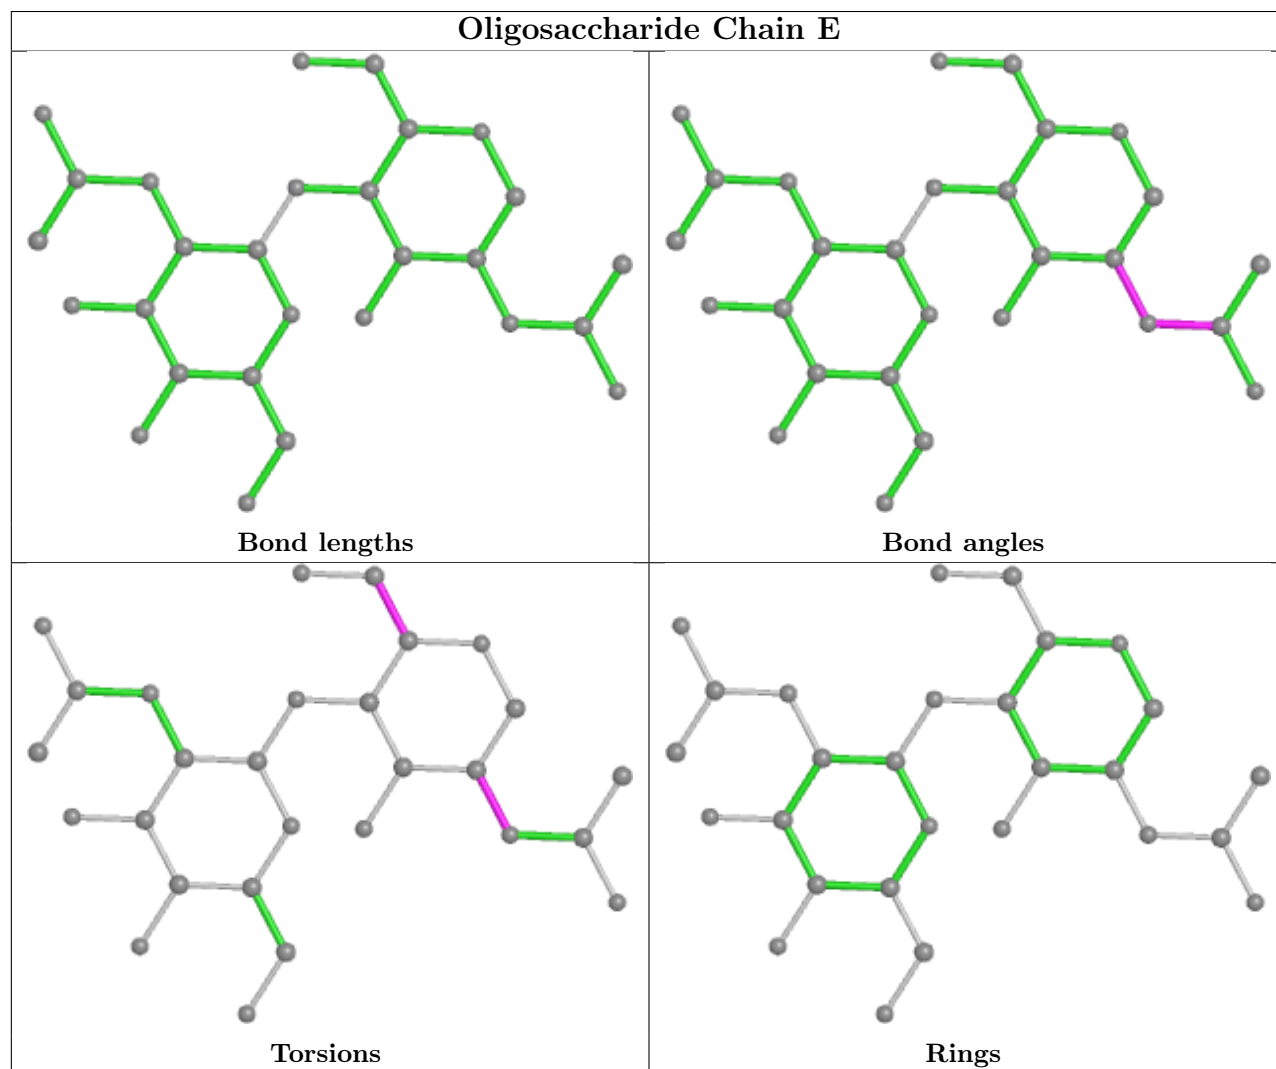 Oligosaccharide Chain E
Bond lengths
Bond angles
Torsions
Rings